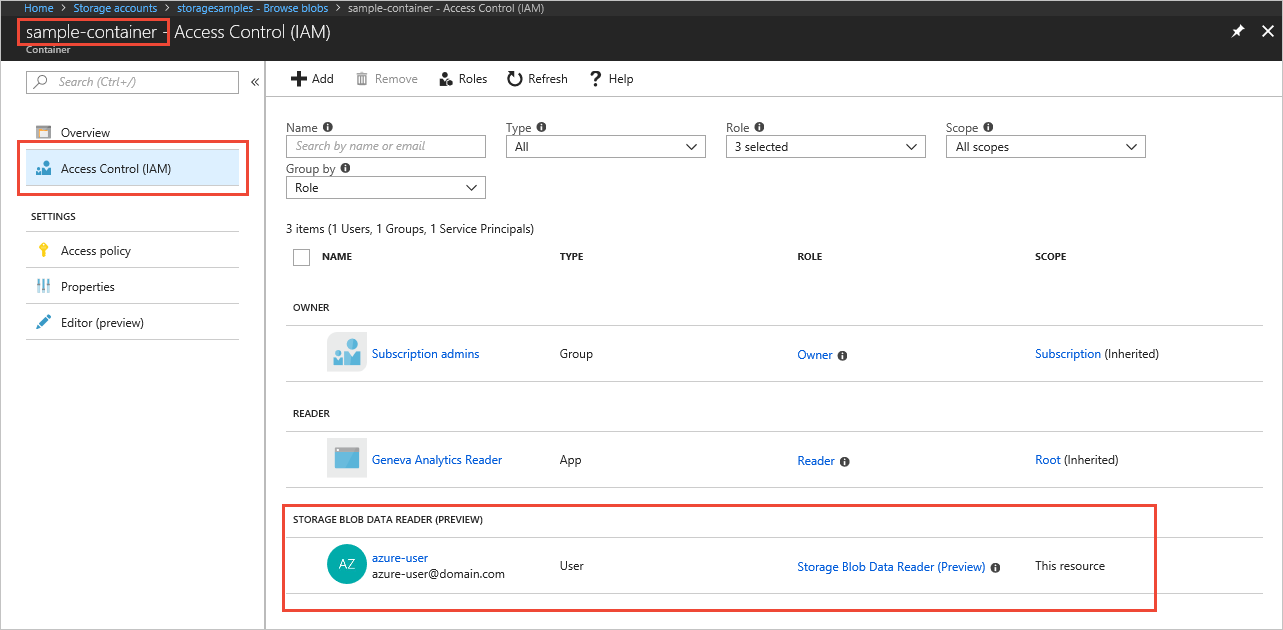 Home > Storage accounts > storagesamples - Browse blobs > sample-container - Access Control (IAM)
sample-container - Access Control (IAM)
Container
Search (Ctrl+/)
«
Overview
Access Control (IAM)
SETTINGS
Access policy
Properties
Editor (preview)
Add Remove Roles Refresh ? Help
Name Type Role Scope
Search by name or email All 3 selected All scopes
Group by
Role
3 items (1 Users, 1 Groups, 1 Service Principals)
NAME TYPE ROLE SCOPE
OWNER
Subscription admins Group Owner Subscription (Inherited)
READER
Geneva Analytics Reader App Reader Root (Inherited)
STORAGE BLOB DATA READER (PREVIEW)
AZ azure-user User Storage Blob Data Reader (Preview) This resource
azure-user@domain.com